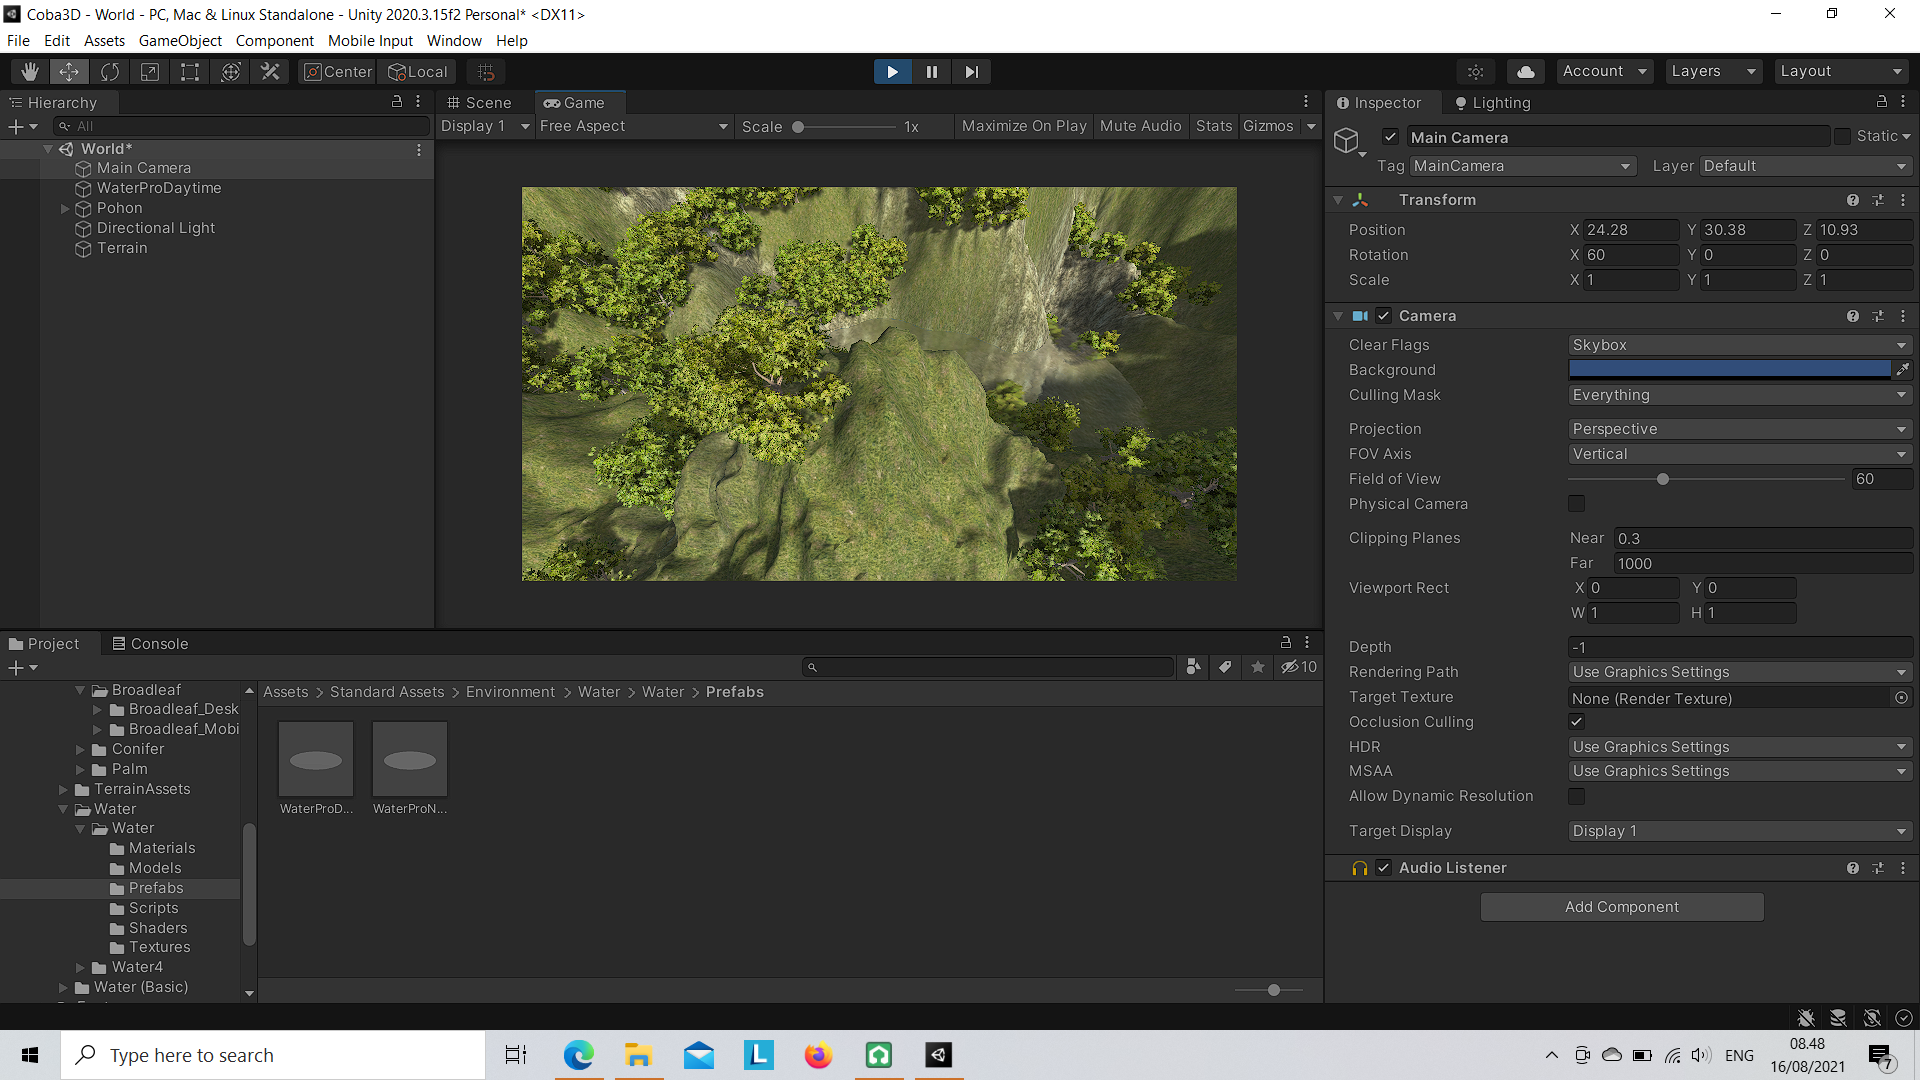 Coba3D - World - PC, Mac & Linux Standalone - Unity 2020.3.15f2 Personal* <DX11>
File Edit Assets GameObject Component Mobile Input Window Help
Center Local Account Layers Layout
Hierarchy
All
World*
Main Camera
WaterProDaytime
Pohon
Directional Light
Terrain
Scene Game
Display 1 Free Aspect Scale 1x Maximize On Play Mute Audio Stats Gizmos
Inspector Lighting
Main Camera Static
Tag MainCamera Layer Default
Transform
Position X 24.28 Y 30.38 Z 10.93
Rotation X 60 Y 0 Z 0
Scale X 1 Y 1 Z 1
Camera
Clear Flags Skybox
Background
Culling Mask Everything
Projection Perspective
FOV Axis Vertical
Field of View 60
Physical Camera
Clipping Planes Near 0.3
Far 1000
Viewport Rect X 0 Y 0
W 1 H 1
Depth -1
Rendering Path Use Graphics Settings
Target Texture None (Render Texture)
Occlusion Culling
HDR Use Graphics Settings
MSAA Use Graphics Settings
Allow Dynamic Resolution
Target Display Display 1
Audio Listener
Add Component
Project Console
10
Broadleaf
Broadleaf_Desk
Broadleaf_Mobi
Conifer
Palm
TerrainAssets
Water
Water
Materials
Models
Prefabs
Scripts
Shaders
Textures
Water4
Water (Basic)
Assets > Standard Assets > Environment > Water > Water > Prefabs
WaterProD... WaterProN...
Type here to search
L
ENG
08.48
16/08/2021
7